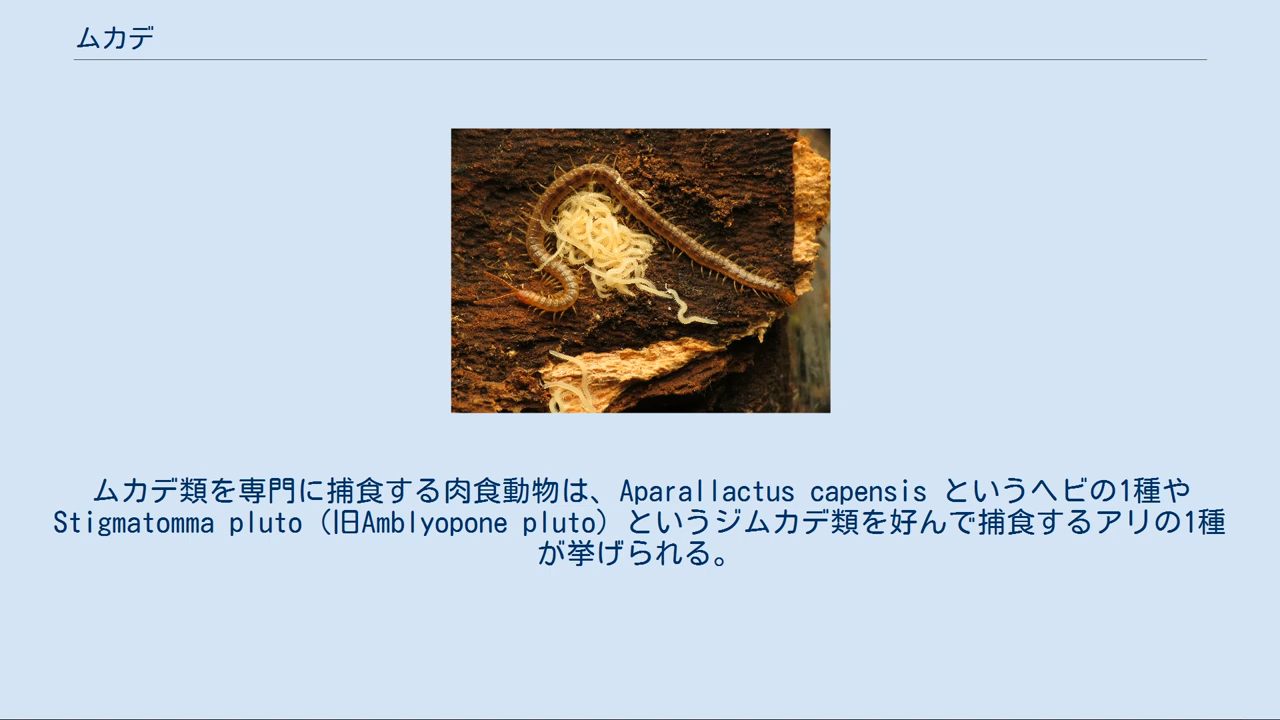 ムカデ
ムカデ類を専門に捕食する肉食動物は、Aparallactus capensis というヘビの1種や
Stigmatomma pluto（旧Amblyopone pluto）というジムカデ類を好んで捕食するアリの1種
が挙げられる。